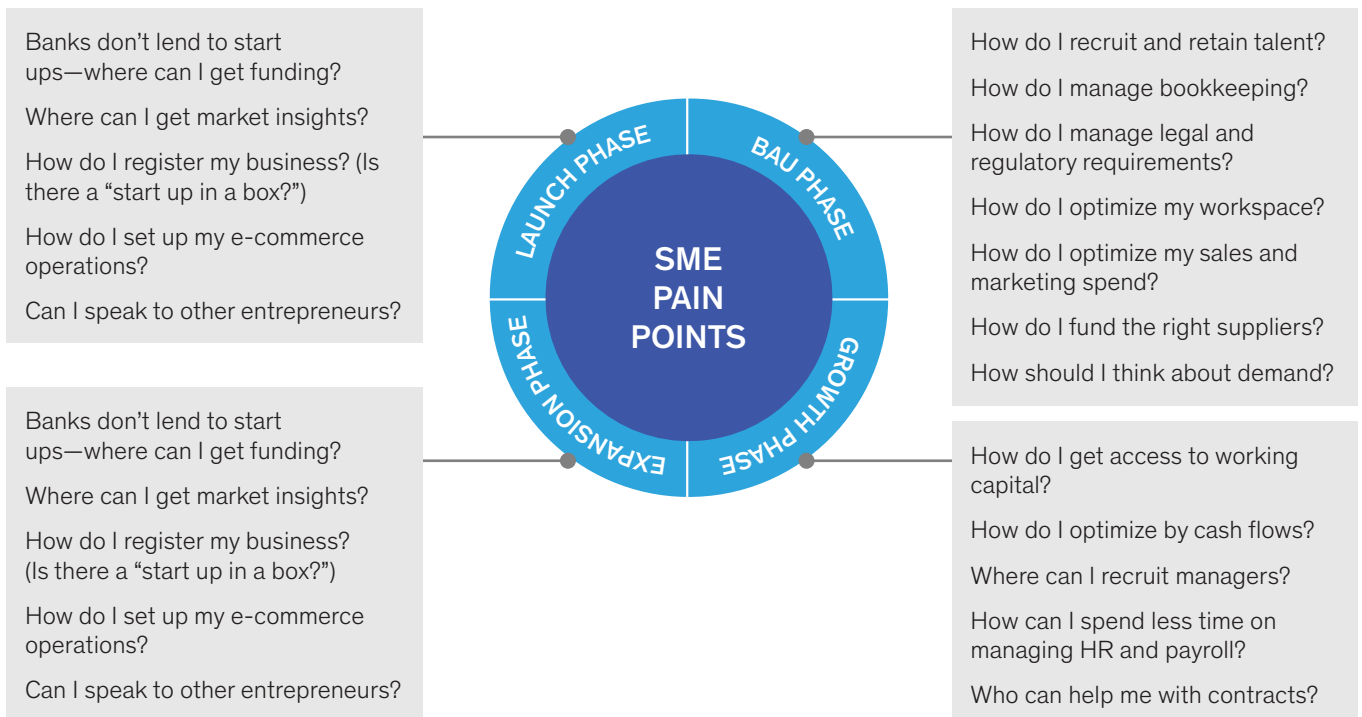 Banks don’t lend to start
ups—where can I get funding?
Where can I get market insights?
How do I register my business? (Is
there a “start up in a box?”)
How do I set up my e-commerce
operations?
Can I speak to other entrepreneurs?
LAUNCH PHASE
BAU PHASE
SME
PAIN
POINTS
EXPANSION PHASE
GROWTH PHASE
How do I recruit and retain talent?
How do I manage bookkeeping?
How do I manage legal and
regulatory requirements?
How do I optimize my workspace?
How do I optimize my sales and
marketing spend?
How do I fund the right suppliers?
How should I think about demand?
Banks don’t lend to start
ups—where can I get funding?
Where can I get market insights?
How do I register my business?
(Is there a “start up in a box?”)
How do I set up my e-commerce
operations?
Can I speak to other entrepreneurs?
How do I get access to working
capital?
How do I optimize by cash flows?
Where can I recruit managers?
How can I spend less time on
managing HR and payroll?
Who can help me with contracts?